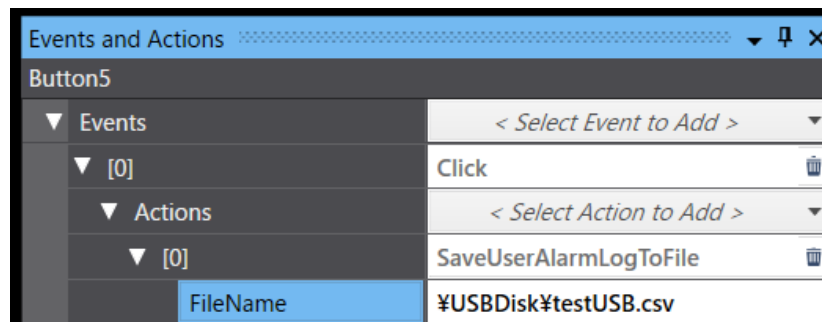 Events and Actions
Button5
Events < Select Event to Add >
[0] Click
Actions < Select Action to Add >
[0] SaveUserAlarmLogToFile
FileName ¥USBDisk¥testUSB.csv